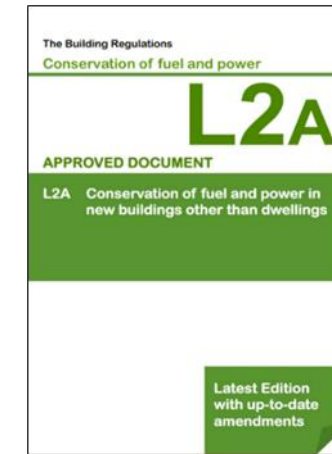 The Building Regulations
Conservation of fuel and power
L2A
APPROVED DOCUMENT
L2A Conservation of fuel and power in
new buildings other than dwellings
Latest Edition
with up-to-date
amendments